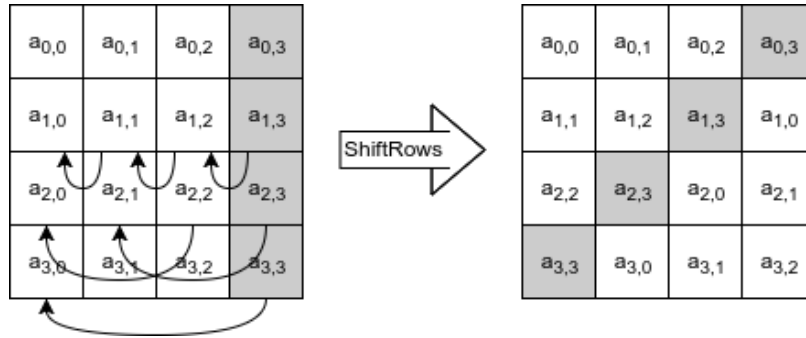 a0,0 a0,1 a0,2 a0,3
a1,0 a1,1 a1,2 a1,3
a2,0 a2,1 a2,2 a2,3
a3,0 a3,1 a3,2 a3,3
ShiftRows
a0,0 a0,1 a0,2 a0,3
a1,1 a1,2 a1,3 a1,0
a2,2 a2,3 a2,0 a2,1
a3,3 a3,0 a3,1 a3,2